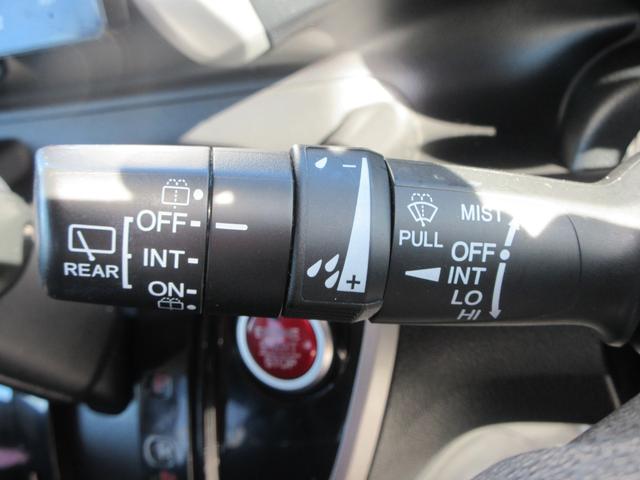 REAR
OFF
INT
ON
PULL
MIST
OFF
INT
LO
HI